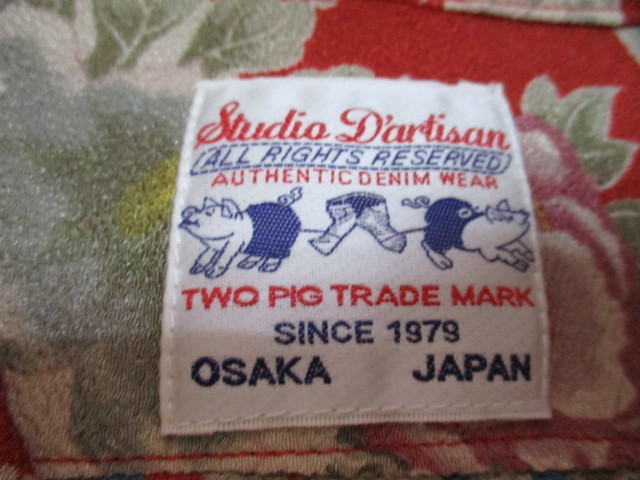 Studio D'artisan
(ALL RIGHTS RESERVED)
AUTHENTIC DENIM WEAR
TWO PIG TRADE MARK
SINCE 1979
OSAKA JAPAN